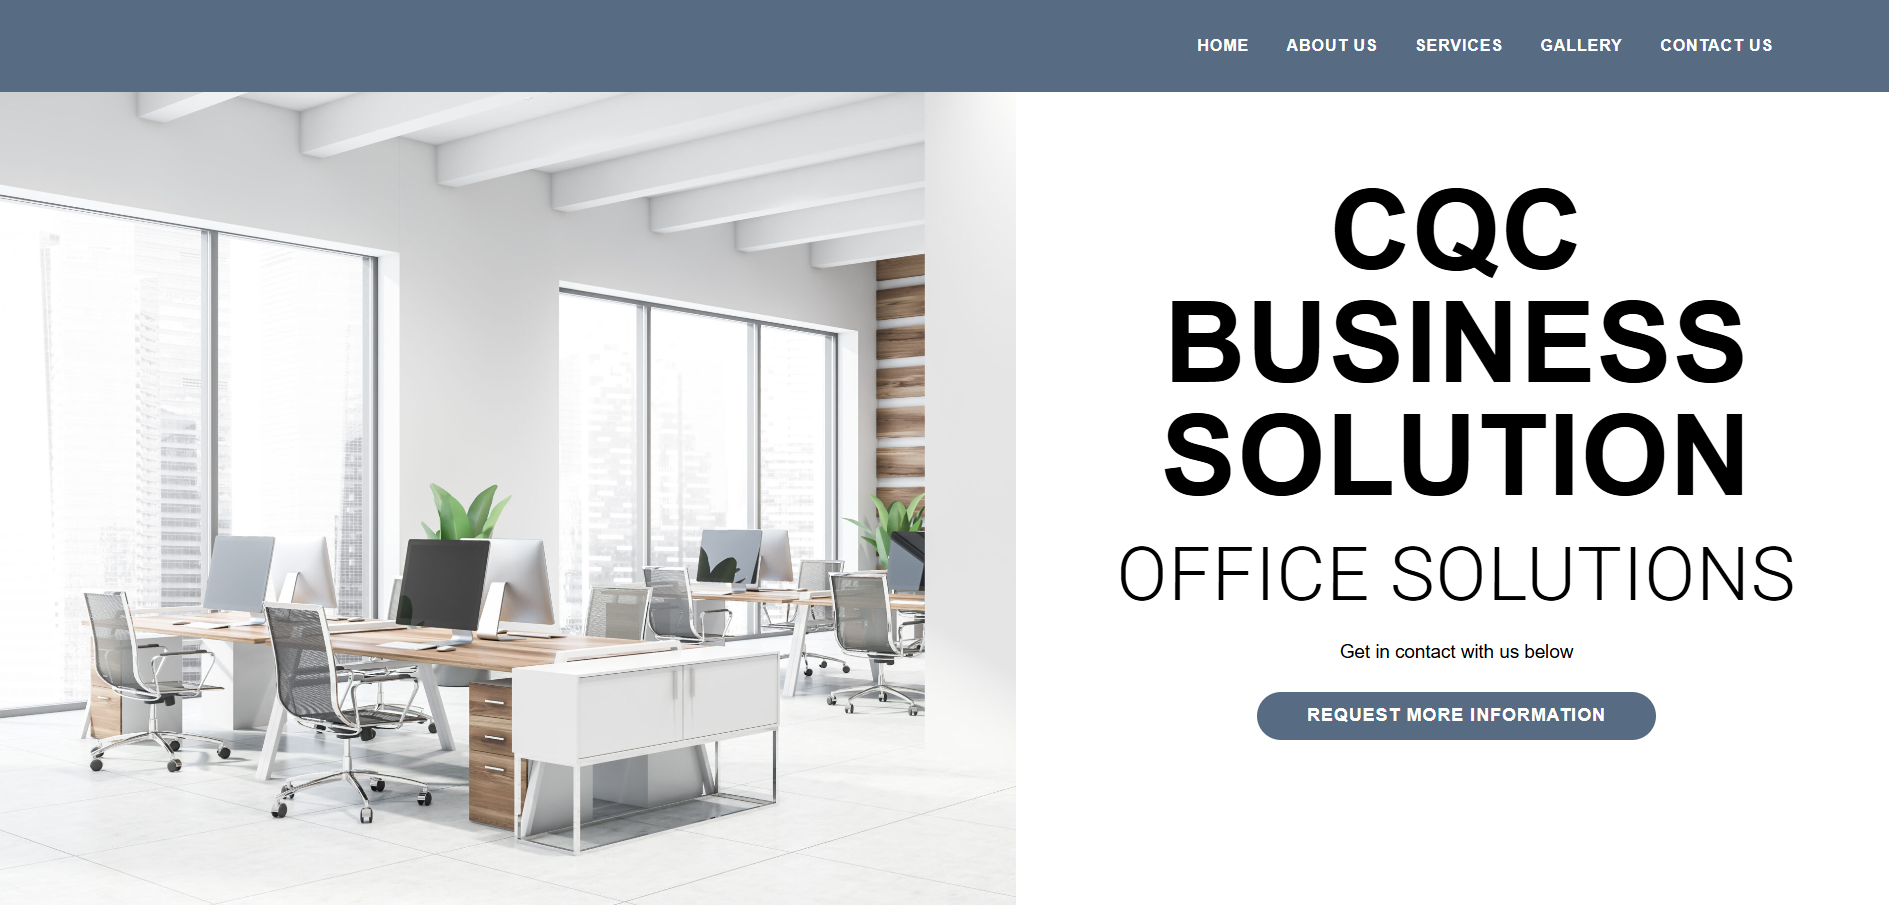 HOME ABOUT US SERVICES GALLERY CONTACT US
CQC
BUSINESS
SOLUTION
OFFICE SOLUTIONS
Get in contact with us below
REQUEST MORE INFORMATION